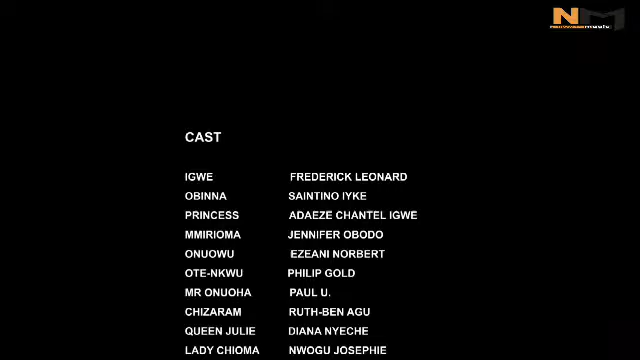 NM
CAST
IGWE FREDERICK LEONARD
OBINNA SAINTINO IYKE
PRINCESS ADAEZE CHANTEL IGWE
MMIRIOMA JENNIFER OBODO
ONUOWU EZEANI NORBERT
OTE-NKWU PHILIP GOLD
MR ONUOHA PAUL U.
CHIZARAM RUTH-BEN AGU
QUEEN JULIE DIANA NYECHE
LADY CHIOMA NWOGU JOSEPHIE